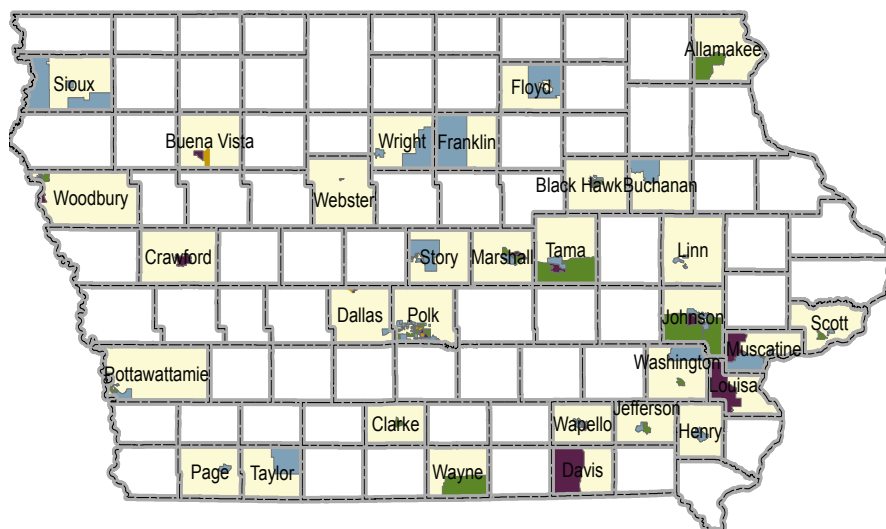 Allamakee
Sioux
Floyd
Buena Vista
Wright
Franklin
Woodbury
Webster
Black Hawk
Buchanan
Crawford
Story
Marshall
Tama
Linn
Dallas
Polk
Johnson
Scott
Muscatine
Pottawattamie
Washington
Louisa
Clarke
Wapello
Jefferson
Henry
Page
Taylor
Wayne
Davis